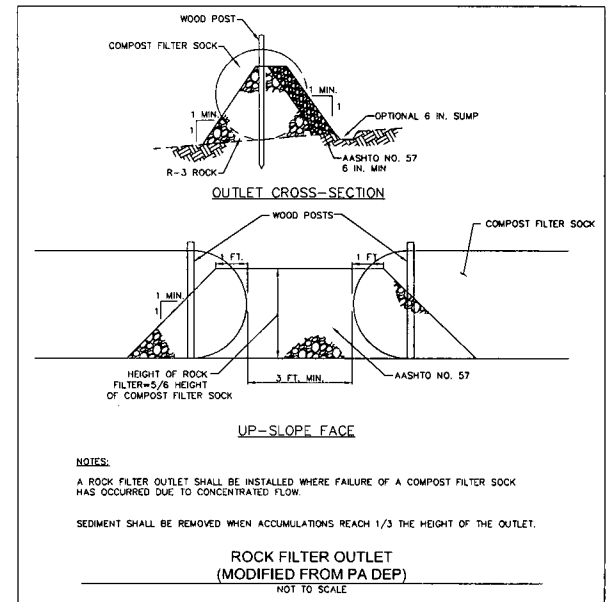 WOOD POST
COMPOST FILTER SOCK
1 MIN.
1
1 MIN.
1
OPTIONAL 6 IN. SUMP
R-3 ROCK
AASHTO NO. 57
6 IN. MIN
OUTLET CROSS-SECTION
WOOD POSTS
COMPOST FILTER SOCK
1 FT.
1 FT.
1 MIN.
1
HEIGHT OF ROCK
FILTER=5/6 HEIGHT
OF COMPOST FILTER SOCK
3 FT. MIN.
AASHTO NO. 57
UP-SLOPE FACE
NOTES:
A ROCK FILTER OUTLET SHALL BE INSTALLED WHERE FAILURE OF A COMPOST FILTER SOCK
HAS OCCURRED DUE TO CONCENTRATED FLOW.
SEDIMENT SHALL BE REMOVED WHEN ACCUMULATIONS REACH 1/3 THE HEIGHT OF THE OUTLET.
ROCK FILTER OUTLET
(MODIFIED FROM PA DEP)
NOT TO SCALE